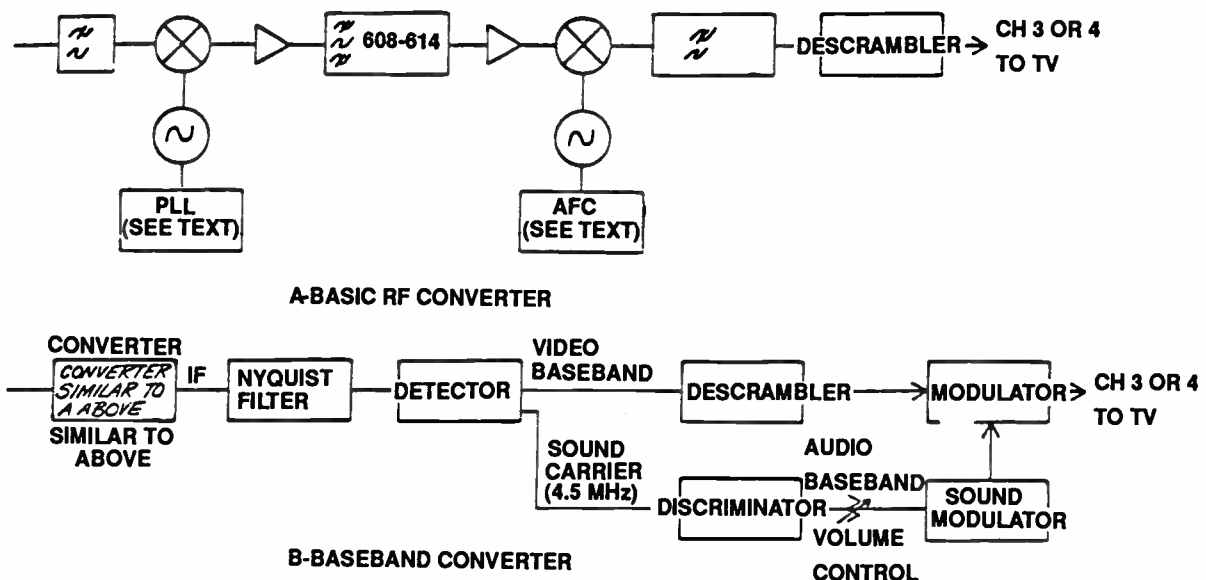 608-614
DESCRAMBLER
CH 3 OR 4
TO TV
PLL
(SEE TEXT)
AFC
(SEE TEXT)
A-BASIC RF CONVERTER
CONVERTER
CONVERTER
SIMILAR TO
A ABOVE
SIMILAR TO
ABOVE
IF
NYQUIST
FILTER
DETECTOR
VIDEO
BASEBAND
DESCRAMBLER
MODULATOR
CH 3 OR 4
TO TV
SOUND
CARRIER
(4.5 MHz)
DISCRIMINATOR
AUDIO
BASEBAND
VOLUME
CONTROL
SOUND
MODULATOR
B-BASEBAND CONVERTER